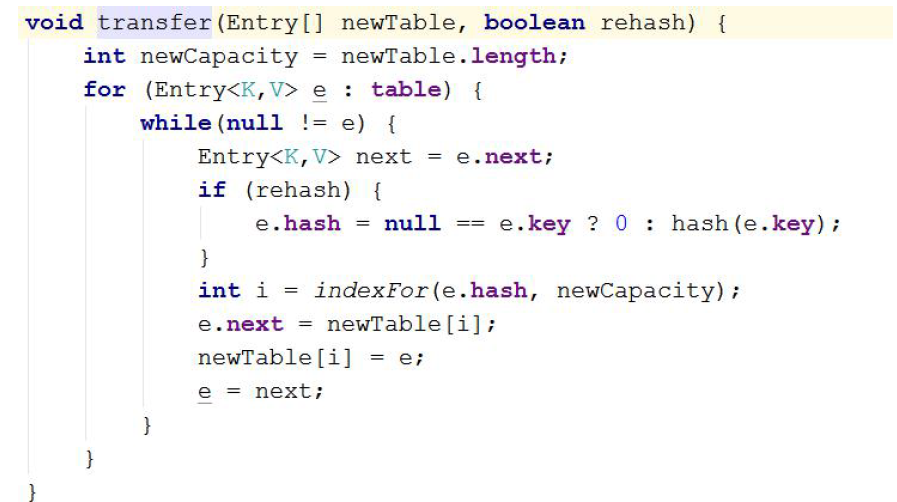 void transfer(Entry[] newTable, boolean rehash) {
    int newCapacity = newTable.length;
    for (Entry<K,V> e : table) {
        while(null != e) {
            Entry<K,V> next = e.next;
            if (rehash) {
                e.hash = null == e.key ? 0 : hash(e.key);
            }
            int i = indexFor(e.hash, newCapacity);
            e.next = newTable[i];
            newTable[i] = e;
            e = next;
        }
    }
}